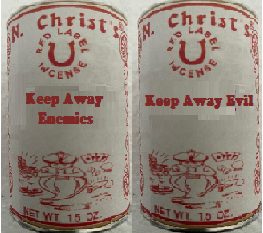 N. Christ's
RED LABEL
INCENSE
Keep Away
Enemies
NET WT. 15 OZ.
N. Christ's
RED LABEL
INCENSE
Keep Away Evil
NET WT. 15 OZ.